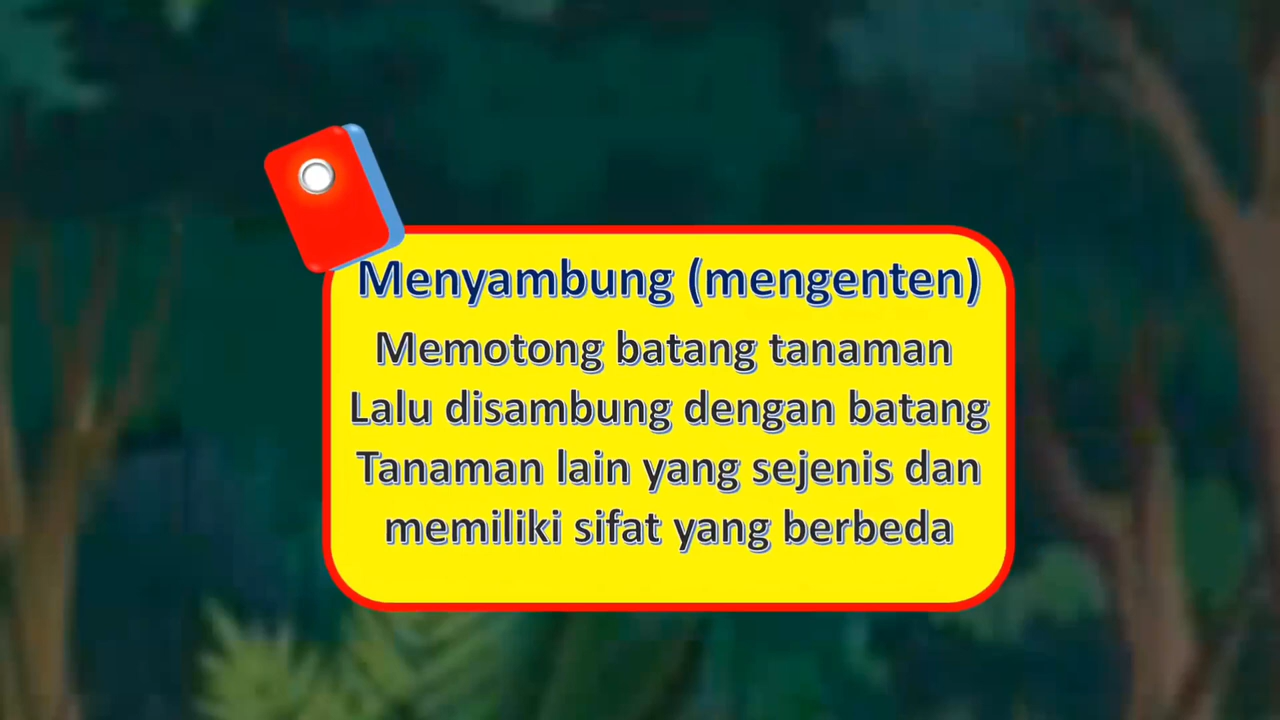 Menyambung (mengenten)
Memotong batang tanaman
Lalu disambung dengan batang
Tanaman lain yang sejenis dan
memiliki sifat yang berbeda